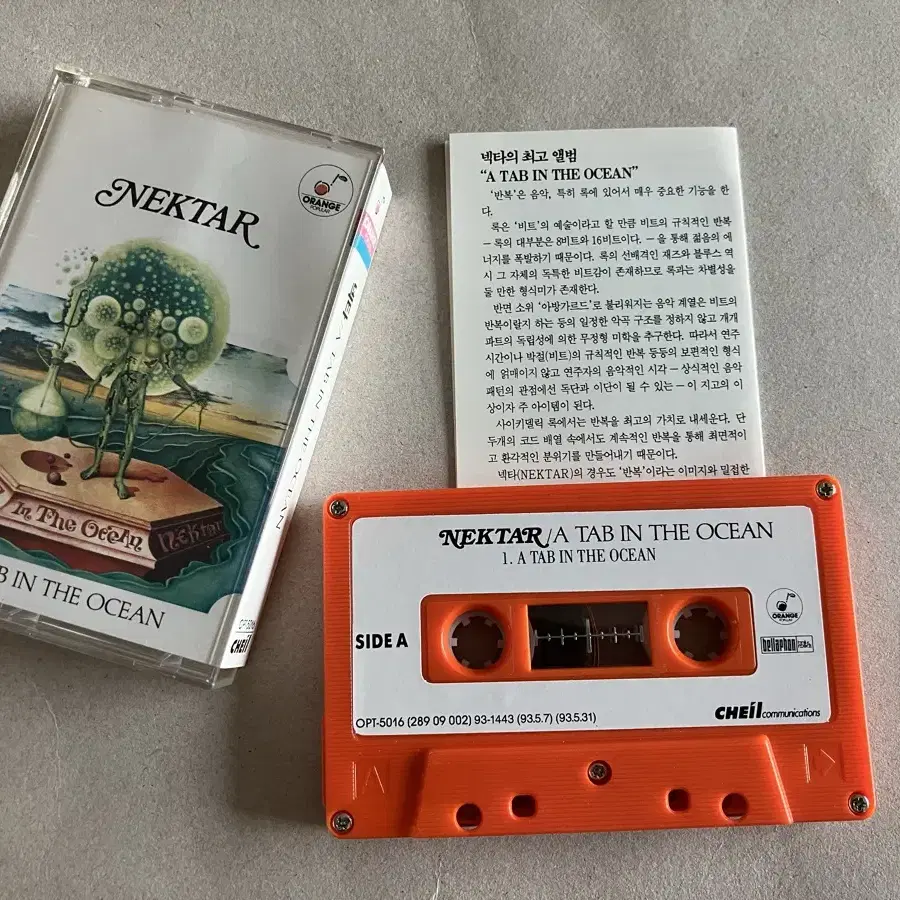 NEKTAR
ORANGE
POPULAR
In The Ocean
Nektar
B IN THE OCEAN
CHEIL
넥타의 최고 앨범
“A TAB IN THE OCEAN”
‘반복’은 음악, 특히 록에 있어서 매우 중요한 기능을 한
다.
록은 ‘비트’의 예술이라고 할 만큼 비트의 규칙적인 반복
— 록의 대부분은 8비트와 16비트이다. — 을 통해 젊음의 에
너지를 폭발하기 때문이다. 록의 선배격인 재즈와 블루스 역
시 그 자체의 독특한 비트감이 존재하므로 록과는 차별성을
둘 만한 형식미가 존재한다.
반면 소위 ‘아방가르드’로 불리워지는 음악 계열은 비트의
반복이랄지 하는 등의 일정한 악곡 구조를 정하지 않고 개개
파트의 독립성에 의한 무정형 미학을 추구한다. 따라서 연주
시간이나 박절(비트)의 규칙적인 반복 등등의 보편적인 형식
에 얽매이지 않고 연주자의 음악적인 시각 — 상식적인 음악
패턴의 관점에선 독단과 이단이 될 수 있는 — 이 지고의 이
상이자 주 아이템이 된다.
사이키델릭 록에서는 반복을 최고의 가치로 내세운다. 단
두개의 코드 배열 속에서도 계속적인 반복을 통해 최면적이
고 환각적인 분위기를 만들어내기 때문이다.
넥타(NEKTAR)의 경우도 ‘반복’이라는 이미지와 밀접한
NEKTAR/A TAB IN THE OCEAN
1. A TAB IN THE OCEAN
SIDE A
ORANGE
POPULAR
bellaphon
OPT-5016 (289 09 002) 93-1443 (93.5.7) (93.5.31)
CHEIL communications